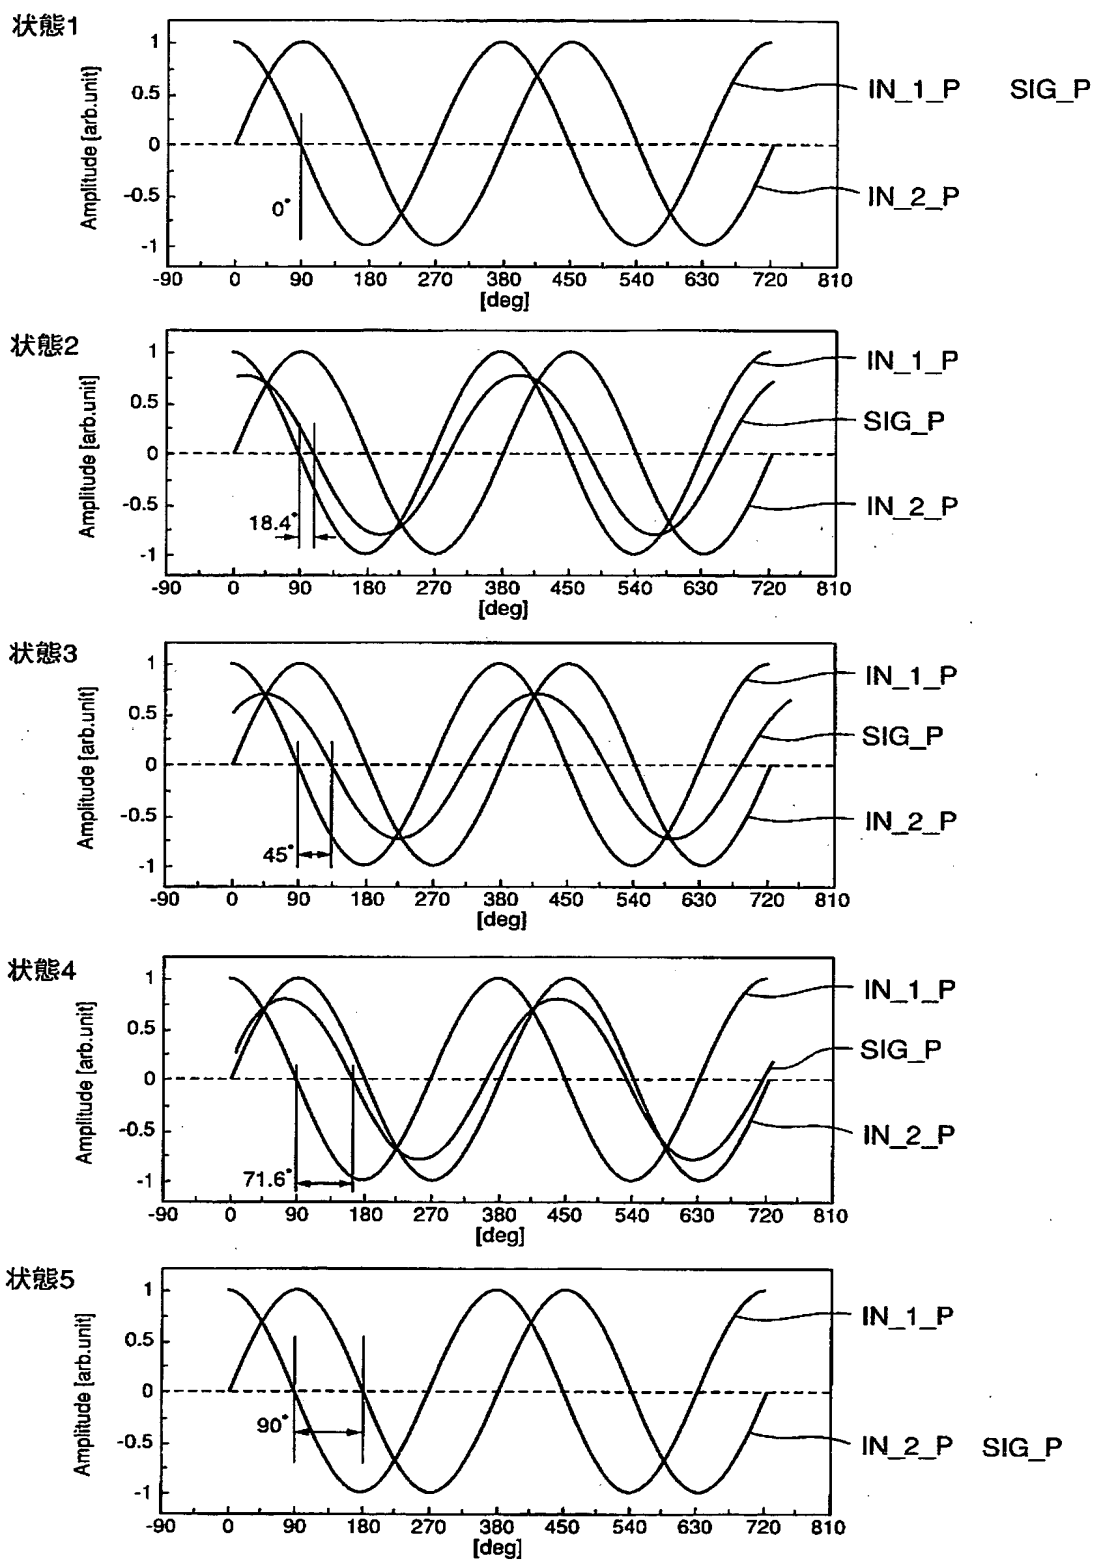 状態1
Amplitude [arb.unit]
1
0.5
0
-0.5
-1
0°
-90 0 90 180 270 380 450 540 630 720 810
[deg]
IN_1_P SIG_P
IN_2_P
状態2
Amplitude [arb.unit]
1
0.5
0
-0.5
-1
18.4°
-90 0 90 180 270 380 450 540 630 720 810
[deg]
IN_1_P
SIG_P
IN_2_P
状態3
Amplitude [arb.unit]
1
0.5
0
-0.5
-1
45°
-90 0 90 180 270 380 450 540 630 720 810
[deg]
IN_1_P
SIG_P
IN_2_P
状態4
Amplitude [arb.unit]
1
0.5
0
-0.5
-1
71.6°
-90 0 90 180 270 380 450 540 630 720 810
[deg]
IN_1_P
SIG_P
IN_2_P
状態5
Amplitude [arb.unit]
1
0.5
0
-0.5
-1
90°
-90 0 90 180 270 380 450 540 630 720 810
[deg]
IN_1_P
IN_2_P SIG_P